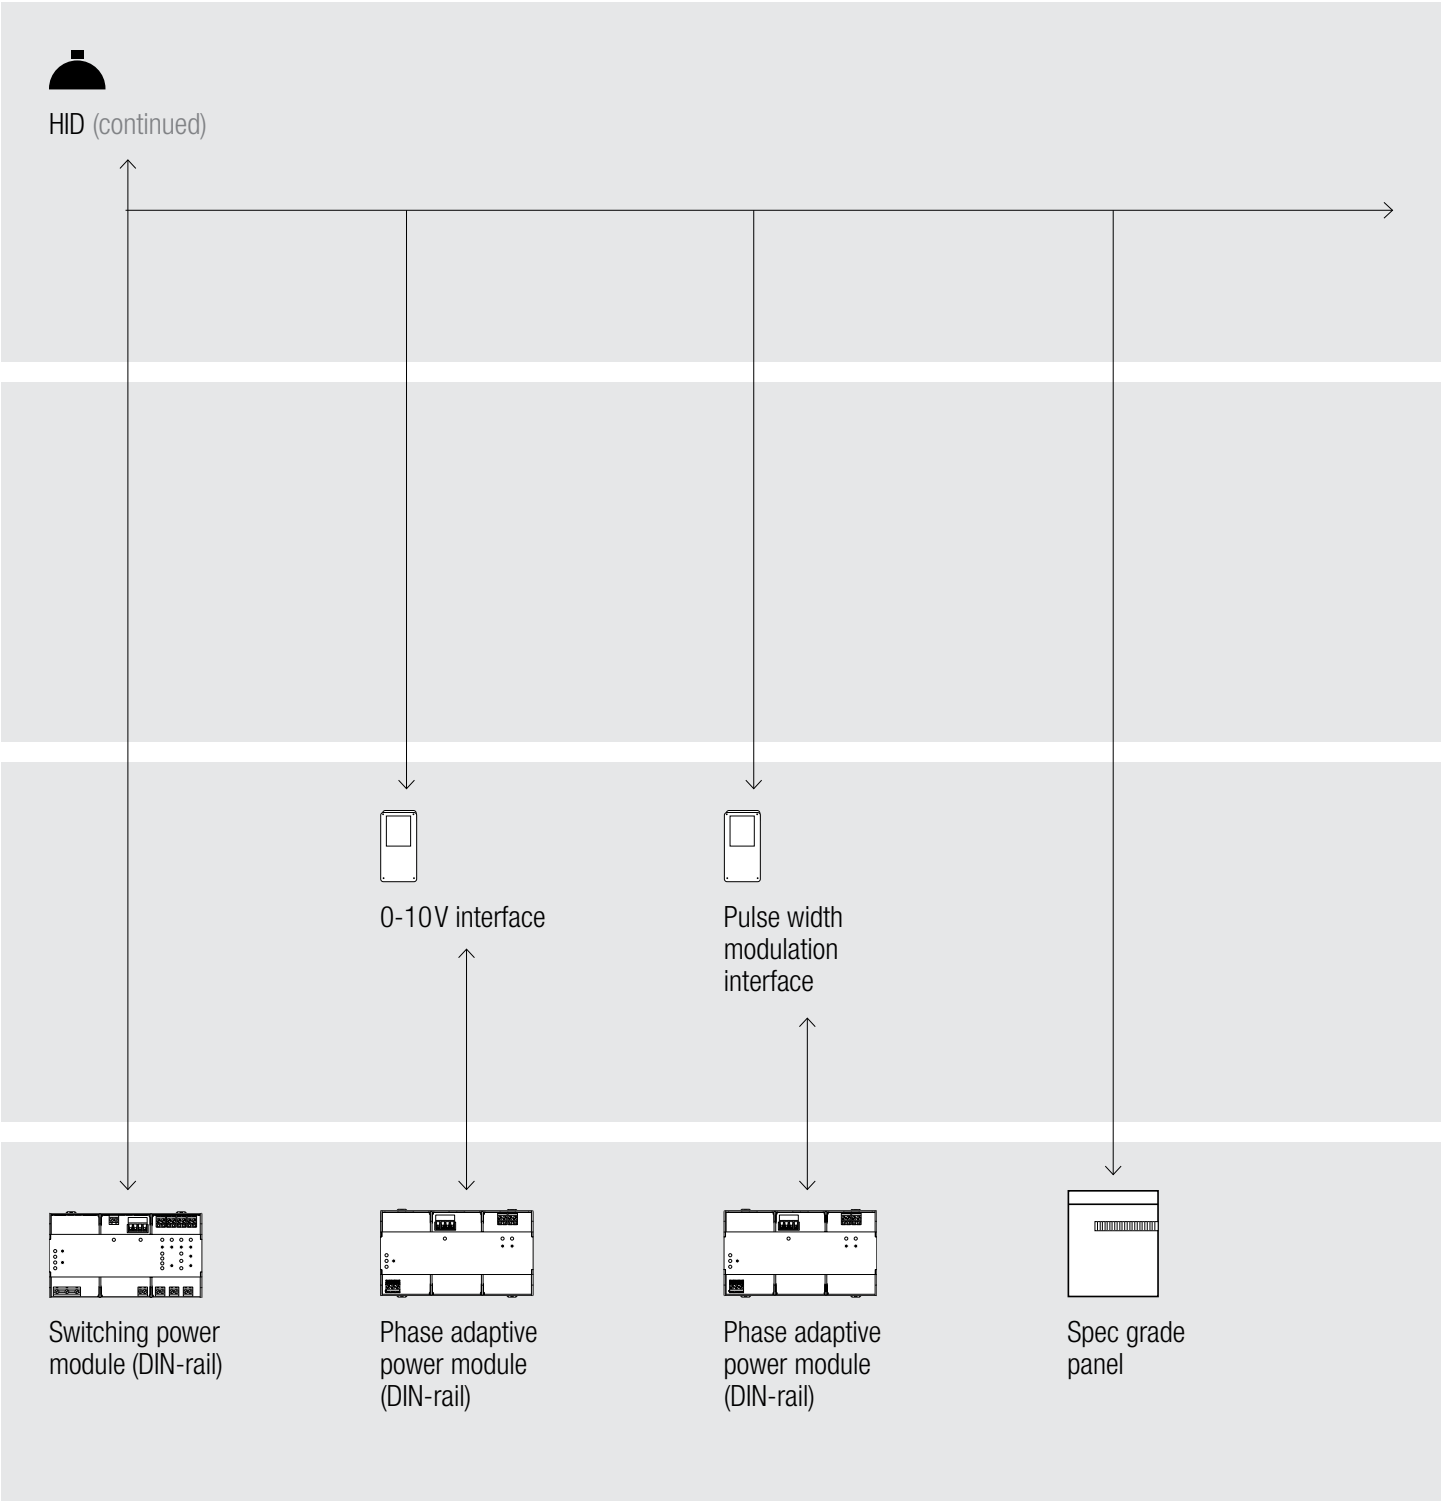 HID (continued)
0-10V interface
Pulse width
modulation
interface
Switching power
module (DIN-rail)
Phase adaptive
power module
(DIN-rail)
Phase adaptive
power module
(DIN-rail)
Spec grade
panel